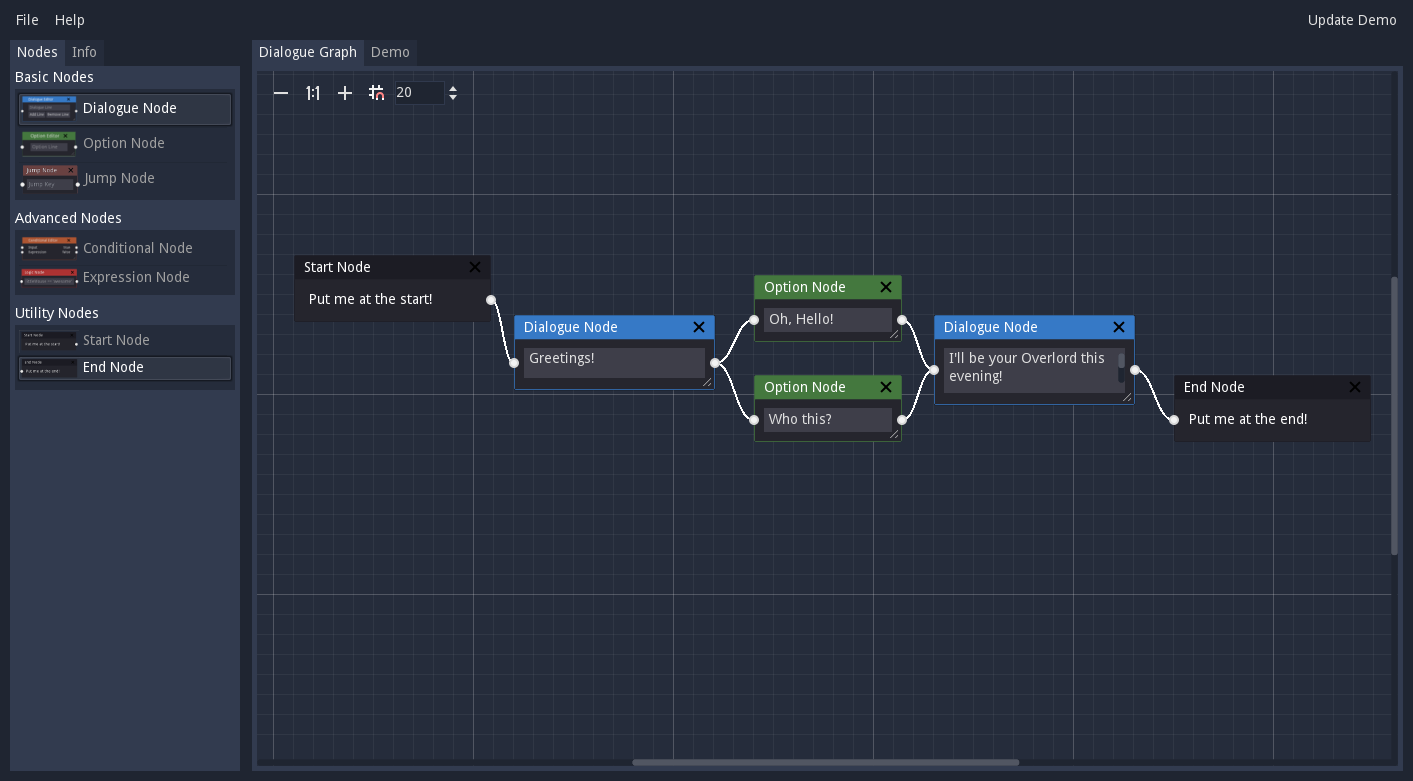 File Help Update Demo
Nodes Info
Dialogue Graph Demo
Basic Nodes
Dialogue Node
Option Node
Jump Node
Advanced Nodes
Conditional Node
Expression Node
Utility Nodes
Start Node
End Node
1:1 20
Start Node
Put me at the start!
Dialogue Node
Greetings!
Option Node
Oh, Hello!
Option Node
Who this?
Dialogue Node
I'll be your Overlord this
evening!
End Node
Put me at the end!